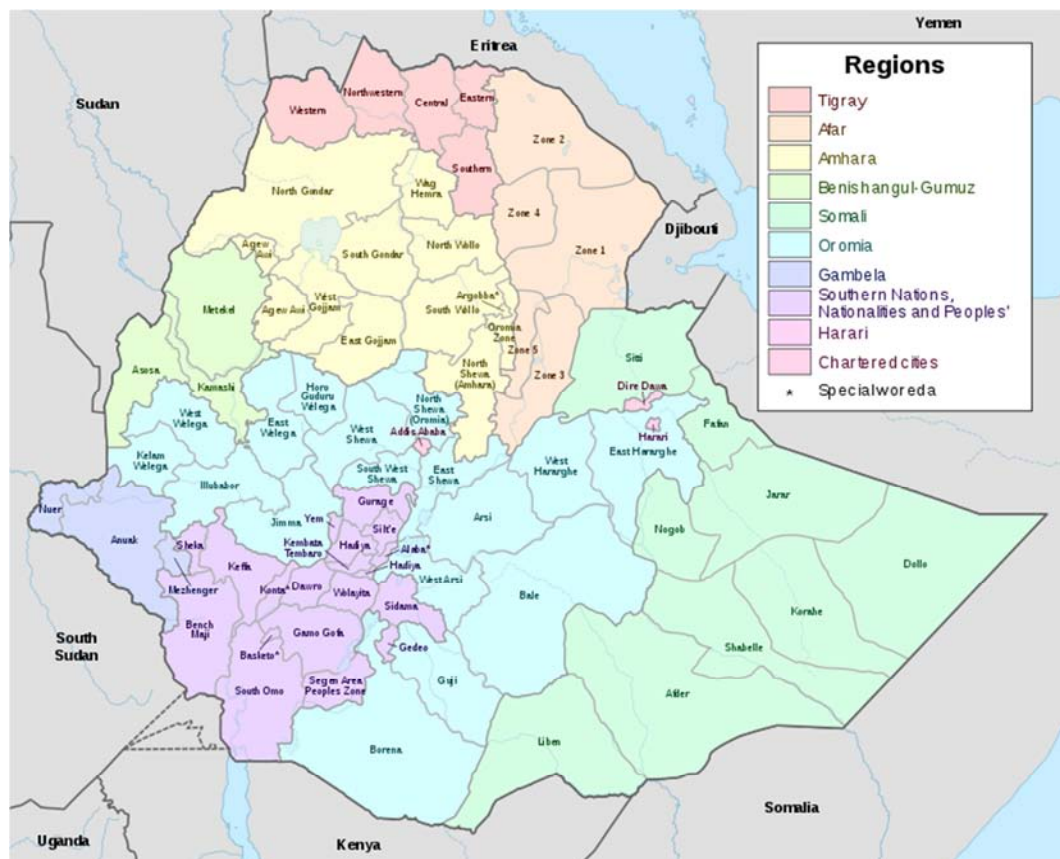 Yemen
Eritrea
Sudan
Regions
Tigray
Afar
Amhara
Benishangul-Gumuz
Somali
Oromia
Gambela
Southern Nations,
Nationalities and Peoples'
Harari
Chartered cities
* Special woreda
Western
Northwestern
Central
Eastern
Southern
Zone 2
Zone 4
Zone 1
Djibouti
North Gondar
Wag
Hemra
Agew
Awi
South Gondar
North Wollo
Metekel
Agew Awi
West
Gojjam
Argobba*
South Wollo
East Gojjam
Oromia
Zone
Zone 5
Zone 3
North
Shewa
(Amhara)
Asosa
Kamashi
Sitti
Dire Dawa
Harari
East Hararghe
Fafan
West
Welega
Horo
Guduru
Welega
East
Welega
North
Shewa
(Oromia)
Addis Ababa
West
Shewa
Kelam
Welega
South West
Shewa
East
Shewa
West
Hararghe
Illubabor
Jarar
Nuer
Anuak
Gurage
Arsi
Jimma
Yem
Silt'e
Nogob
Sheka
Kembata
Tembaro
Hadiya
Alaba*
Hadiya
Dollo
Keffa
Mezhenger
Konta*
Dawro
Wolayita
West Arsi
Bale
Sidama
Korahe
Bench
Maji
Gamo Gofa
South
Sudan
Basketo*
Gedeo
Shabelle
Segen Area
Peoples Zone
Guji
South Omo
Afder
Borena
Liben
Somalia
Uganda
Kenya